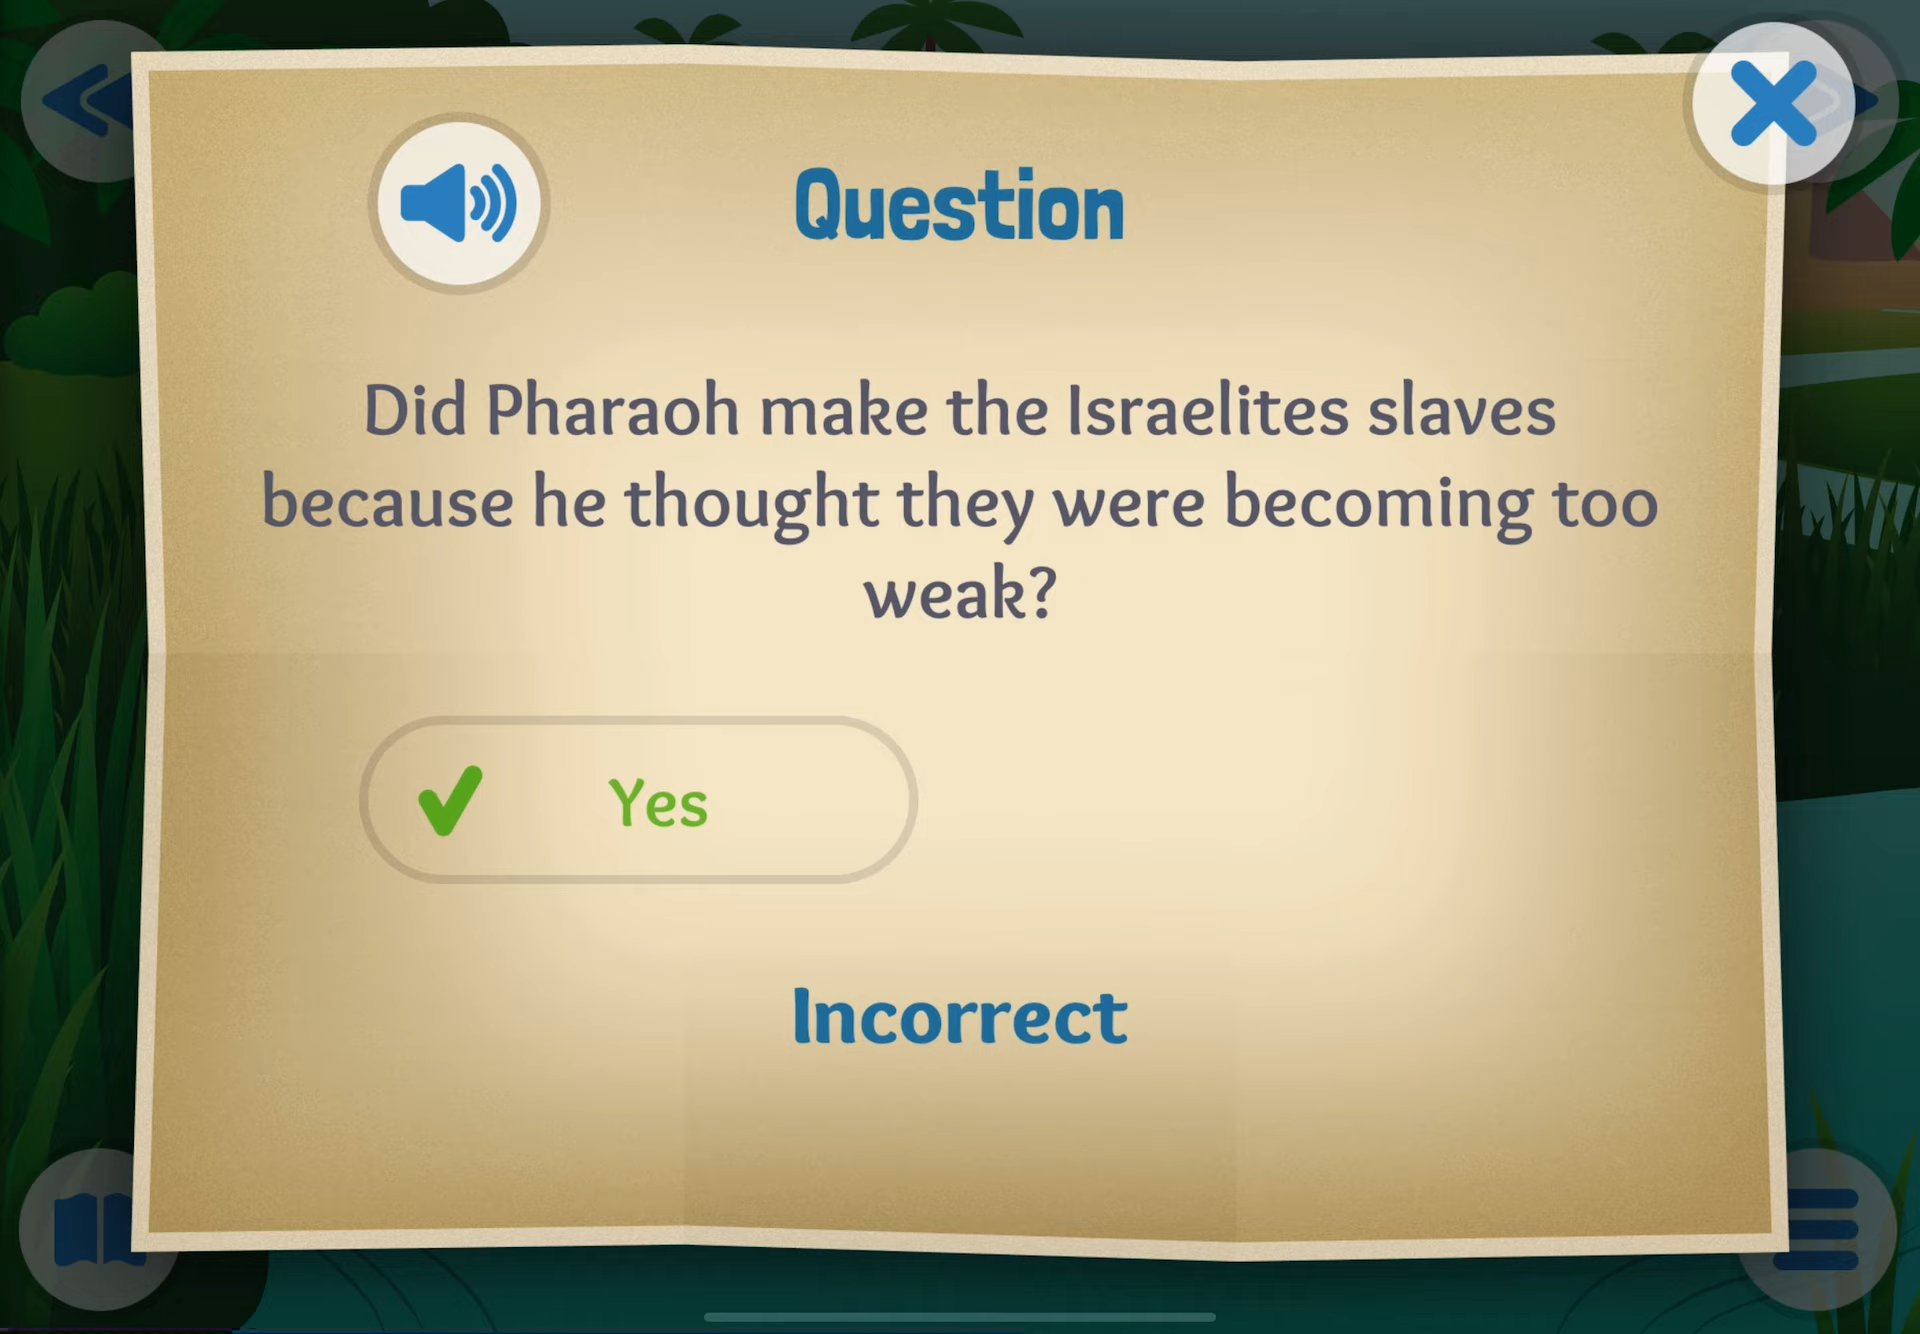 Question
Did Pharaoh make the Israelites slaves
because he thought they were becoming too
weak?
Yes
Incorrect